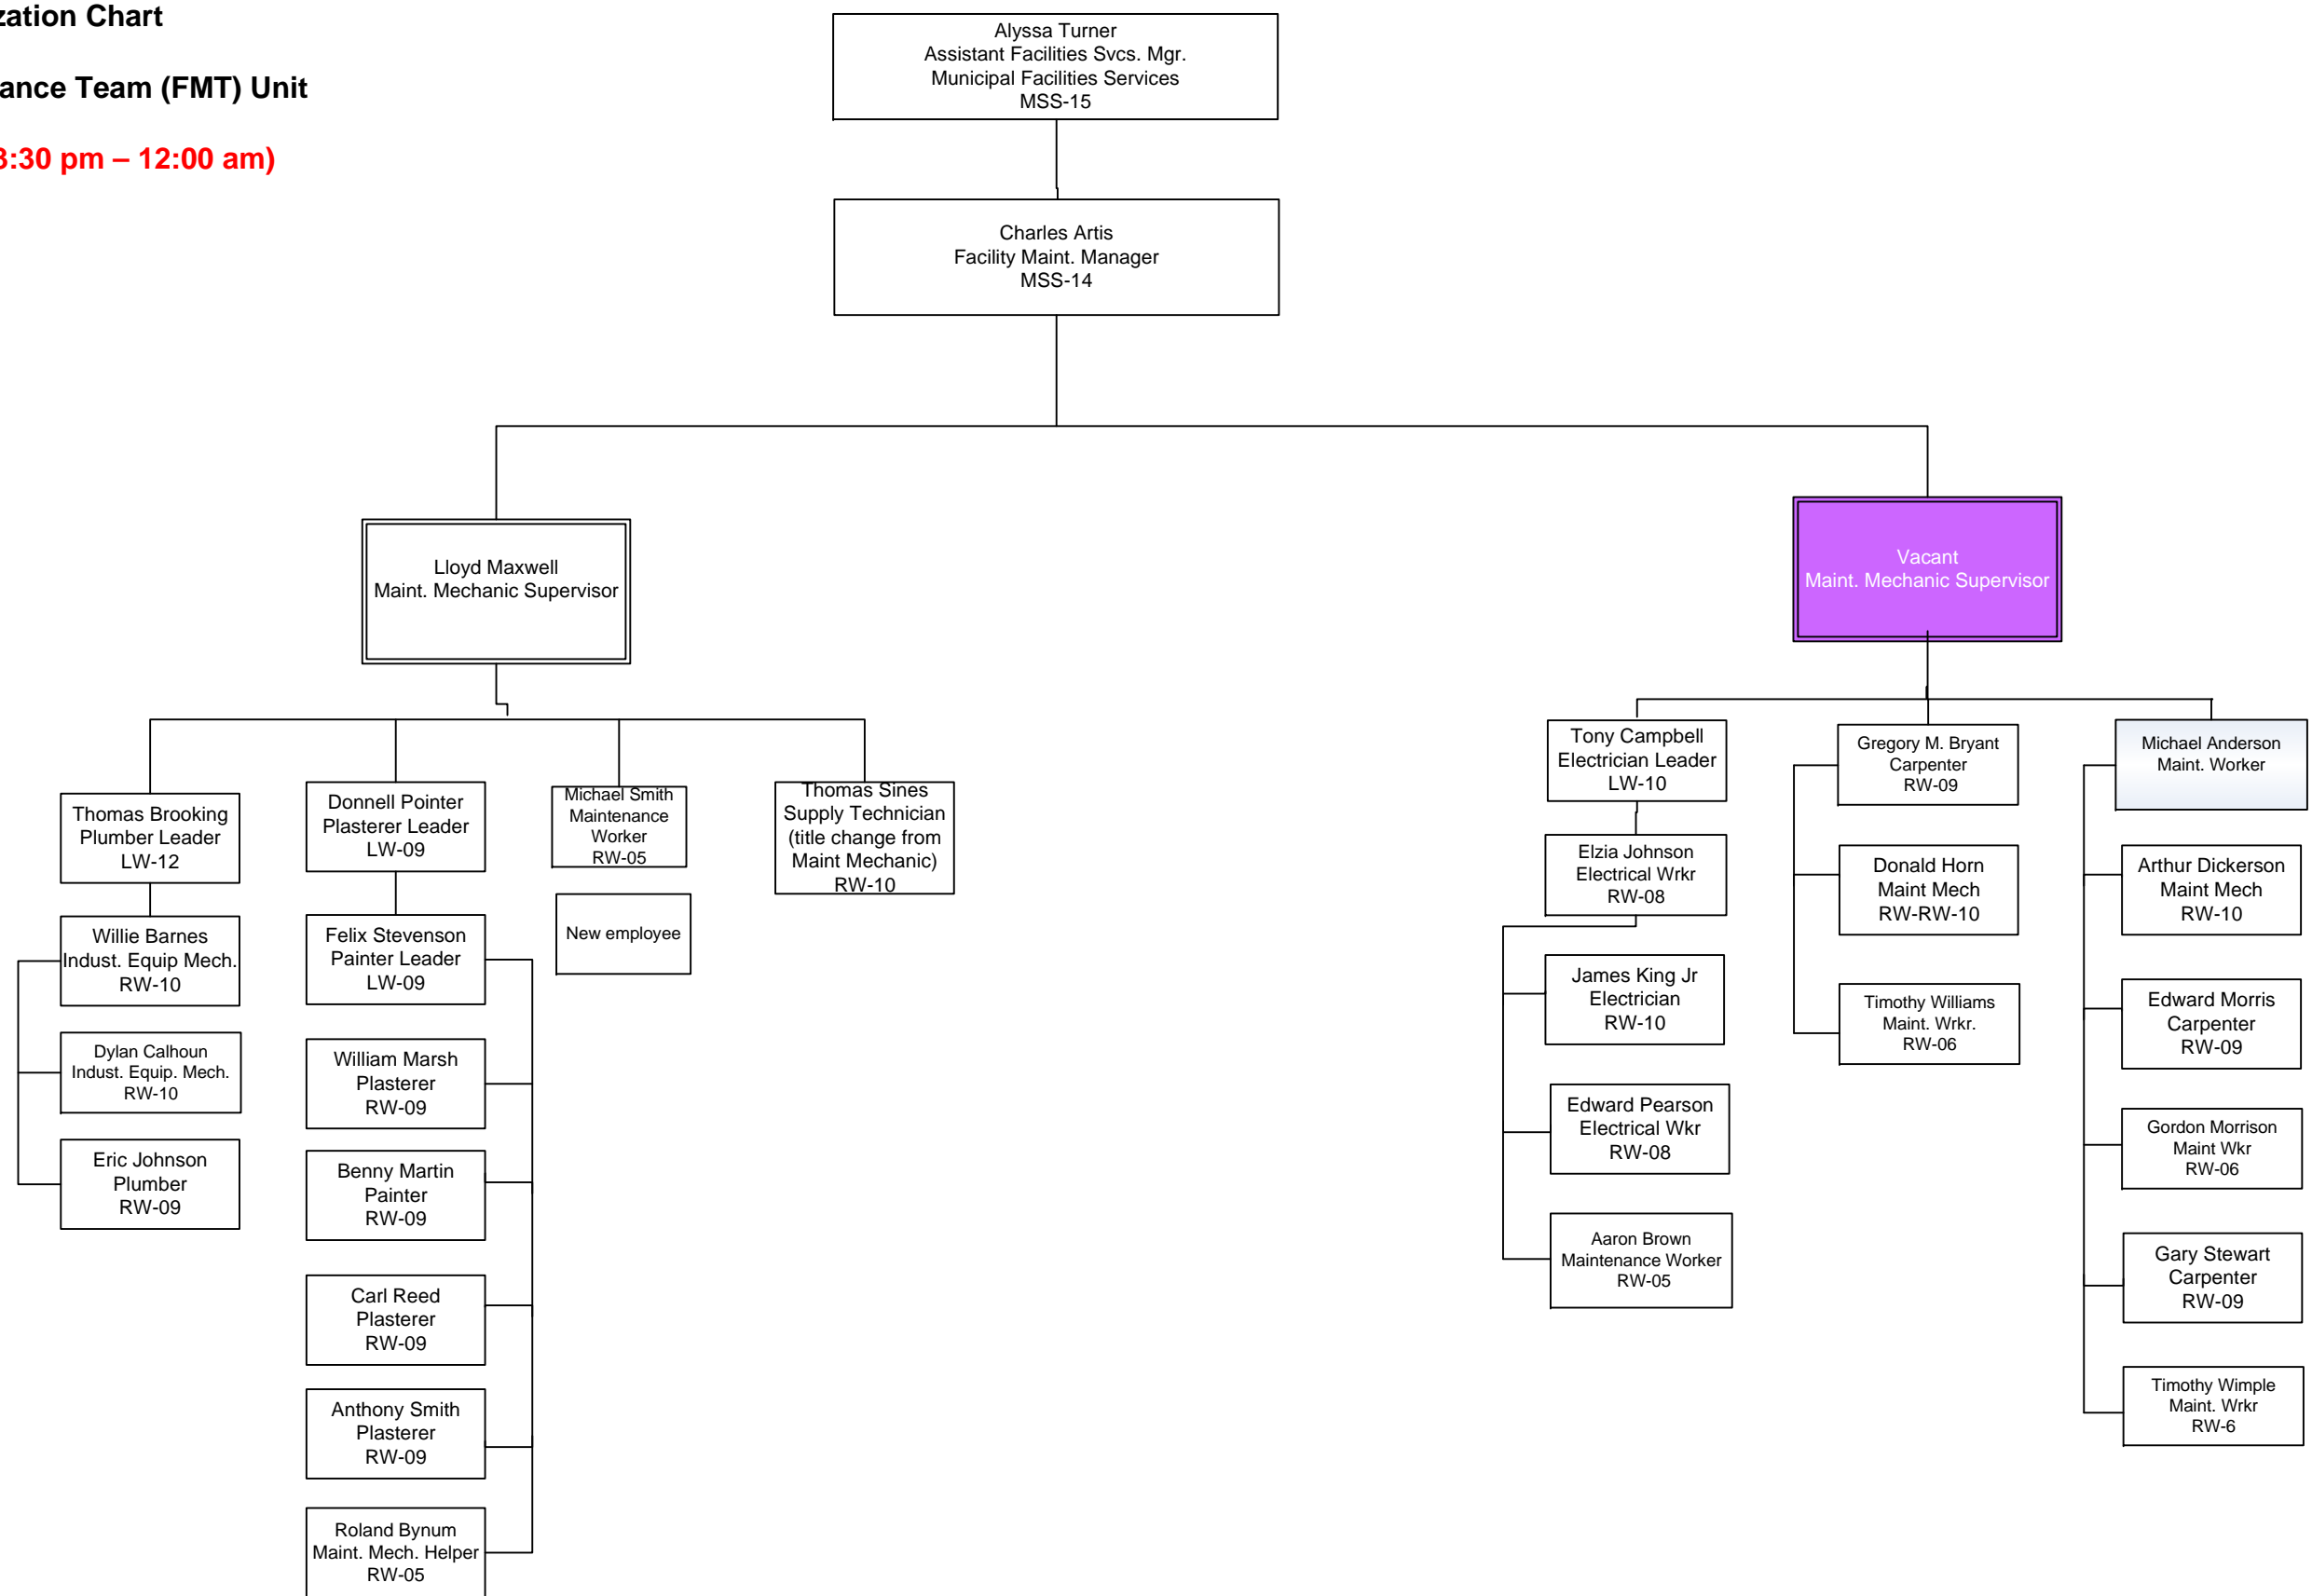 zation Chart
ance Team (FMT) Unit
3:30 pm – 12:00 am)
Alyssa Turner
Assistant Facilities Svcs. Mgr.
Municipal Facilities Services
MSS-15
Charles Artis
Facility Maint. Manager
MSS-14
Lloyd Maxwell
Maint. Mechanic Supervisor
Vacant
Maint. Mechanic Supervisor
Thomas Brooking
Plumber Leader
LW-12
Willie Barnes
Indust. Equip Mech.
RW-10
Dylan Calhoun
Indust. Equip. Mech.
RW-10
Eric Johnson
Plumber
RW-09
Donnell Pointer
Plasterer Leader
LW-09
Felix Stevenson
Painter Leader
LW-09
William Marsh
Plasterer
RW-09
Benny Martin
Painter
RW-09
Carl Reed
Plasterer
RW-09
Anthony Smith
Plasterer
RW-09
Roland Bynum
Maint. Mech. Helper
RW-05
Michael Smith
Maintenance
Worker
RW-05
New employee
Thomas Sines
Supply Technician
(title change from
Maint Mechanic)
RW-10
Tony Campbell
Electrician Leader
LW-10
Elzia Johnson
Electrical Wrkr
RW-08
James King Jr
Electrician
RW-10
Edward Pearson
Electrical Wkr
RW-08
Aaron Brown
Maintenance Worker
RW-05
Gregory M. Bryant
Carpenter
RW-09
Donald Horn
Maint Mech
RW-RW-10
Timothy Williams
Maint. Wrkr.
RW-06
Michael Anderson
Maint. Worker
Arthur Dickerson
Maint Mech
RW-10
Edward Morris
Carpenter
RW-09
Gordon Morrison
Maint Wkr
RW-06
Gary Stewart
Carpenter
RW-09
Timothy Wimple
Maint. Wrkr
RW-6